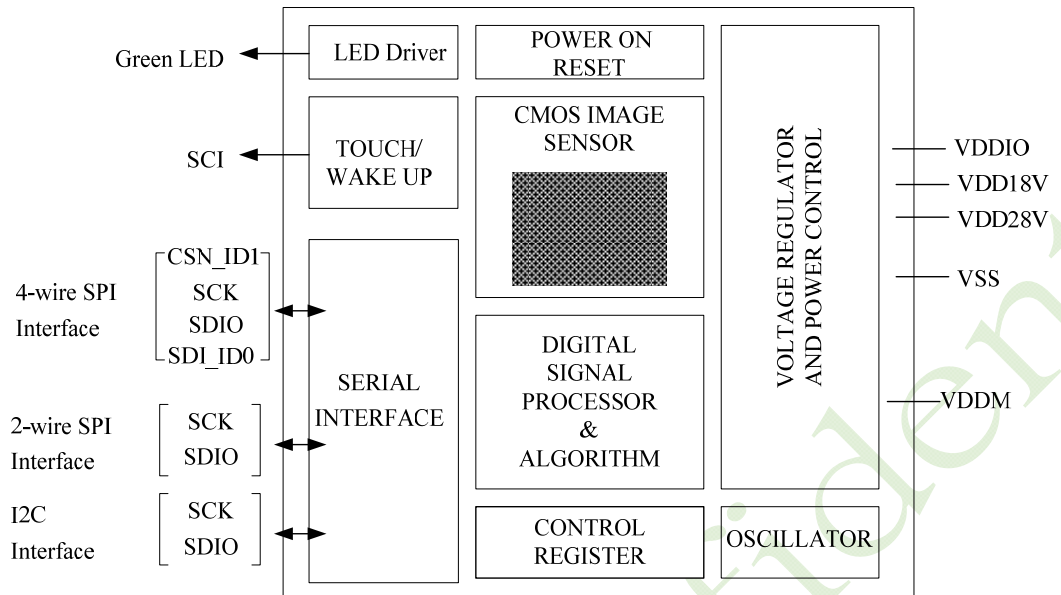 Green LED
LED Driver
POWER ON
RESET
SCI
TOUCH/
WAKE UP
CMOS IMAGE
SENSOR
VOLTAGE REGULATOR
AND POWER CONTROL
VDDIO
VDD18V
VDD28V
VSS
VDDM
4-wire SPI
Interface
CSN_ID1
SCK
SDIO
SDI_ID0
2-wire SPI
Interface
SCK
SDIO
I2C
Interface
SCK
SDIO
SERIAL
INTERFACE
DIGITAL
SIGNAL
PROCESSOR
&
ALGORITHM
CONTROL
REGISTER
OSCILLATOR